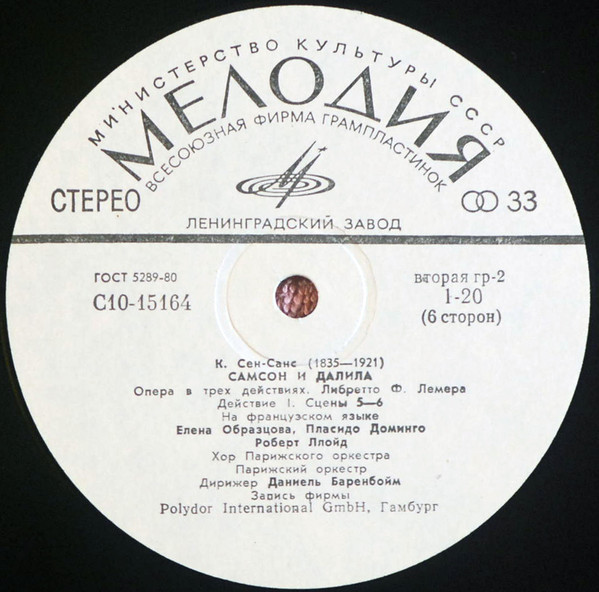 МИНИСТЕРСТВО КУЛЬТУРЫ СССР
МЕЛОДИЯ
ВСЕСОЮЗНАЯ ФИРМА ГРАМПЛАСТИНОК
СТЕРЕО
33
ЛЕНИНГРАДСКИЙ ЗАВОД
ГОСТ 5289-80
С10-15164
вторая гр-2
1-20
(6 сторон)
К. Сен-Санс (1835—1921)
САМСОН И ДАЛИЛА
Опера в трех действиях. Либретто Ф. Лемера
Действие I. Сцены 5—6
На французском языке
Елена Образцова, Пласидо Доминго
Роберт Ллойд
Хор Парижского оркестра
Парижский оркестр
Дирижер Даниель Баренбойм
Запись фирмы
Polydor International GmbH, Гамбург